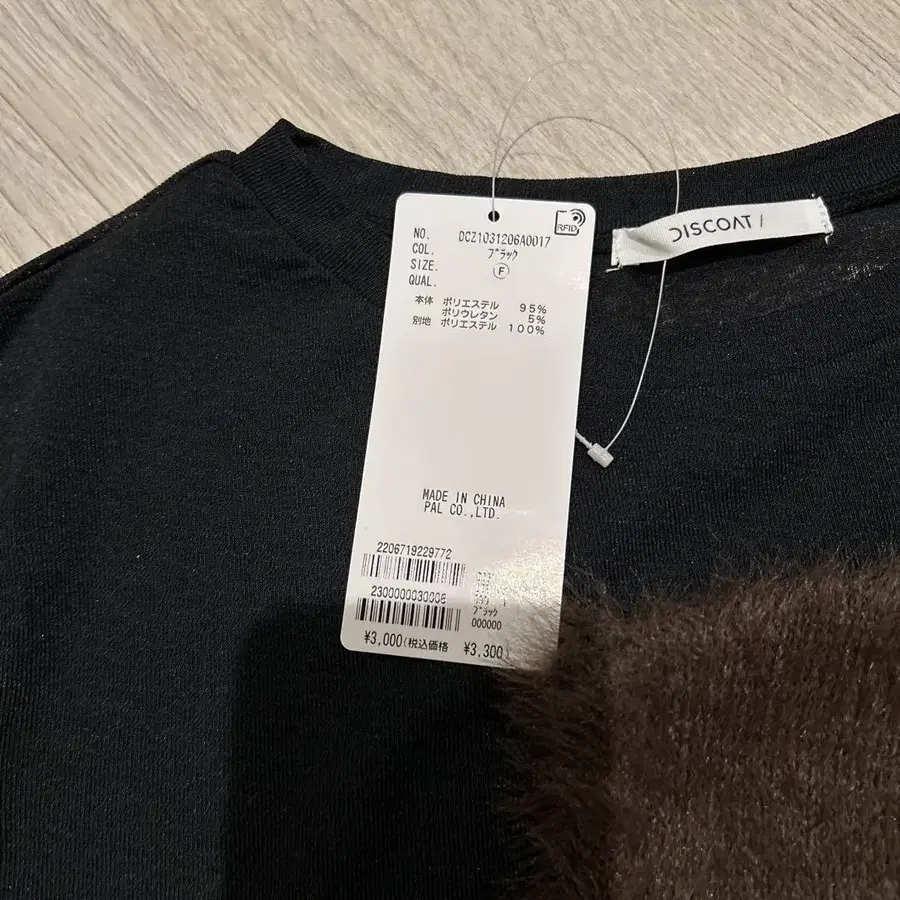 RFID
NO. DCZ1031206A0017
COL. ブラック
SIZE. F
QUAL.
本体 ポリエステル 95%
ポリウレタン 5%
別地 ポリエステル 100%
MADE IN CHINA
PAL CO.,LTD.
2206719229772
2300000030006
ブラック
000000
¥3,000(税込価格 ¥3,300)
DISCOAT /